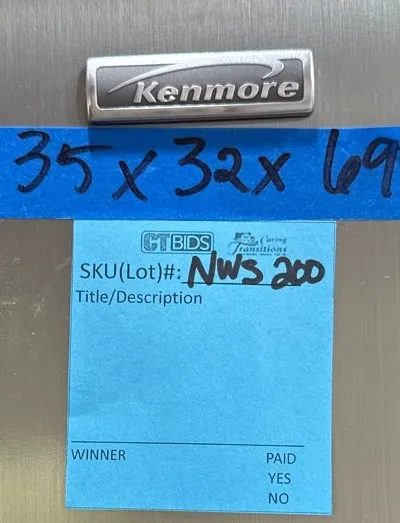 Kenmore
35 x 32 x 69
CTBIDS Caring Transitions
SKU(Lot)#: NWS 200
Title/Description
WINNER PAID
YES
NO